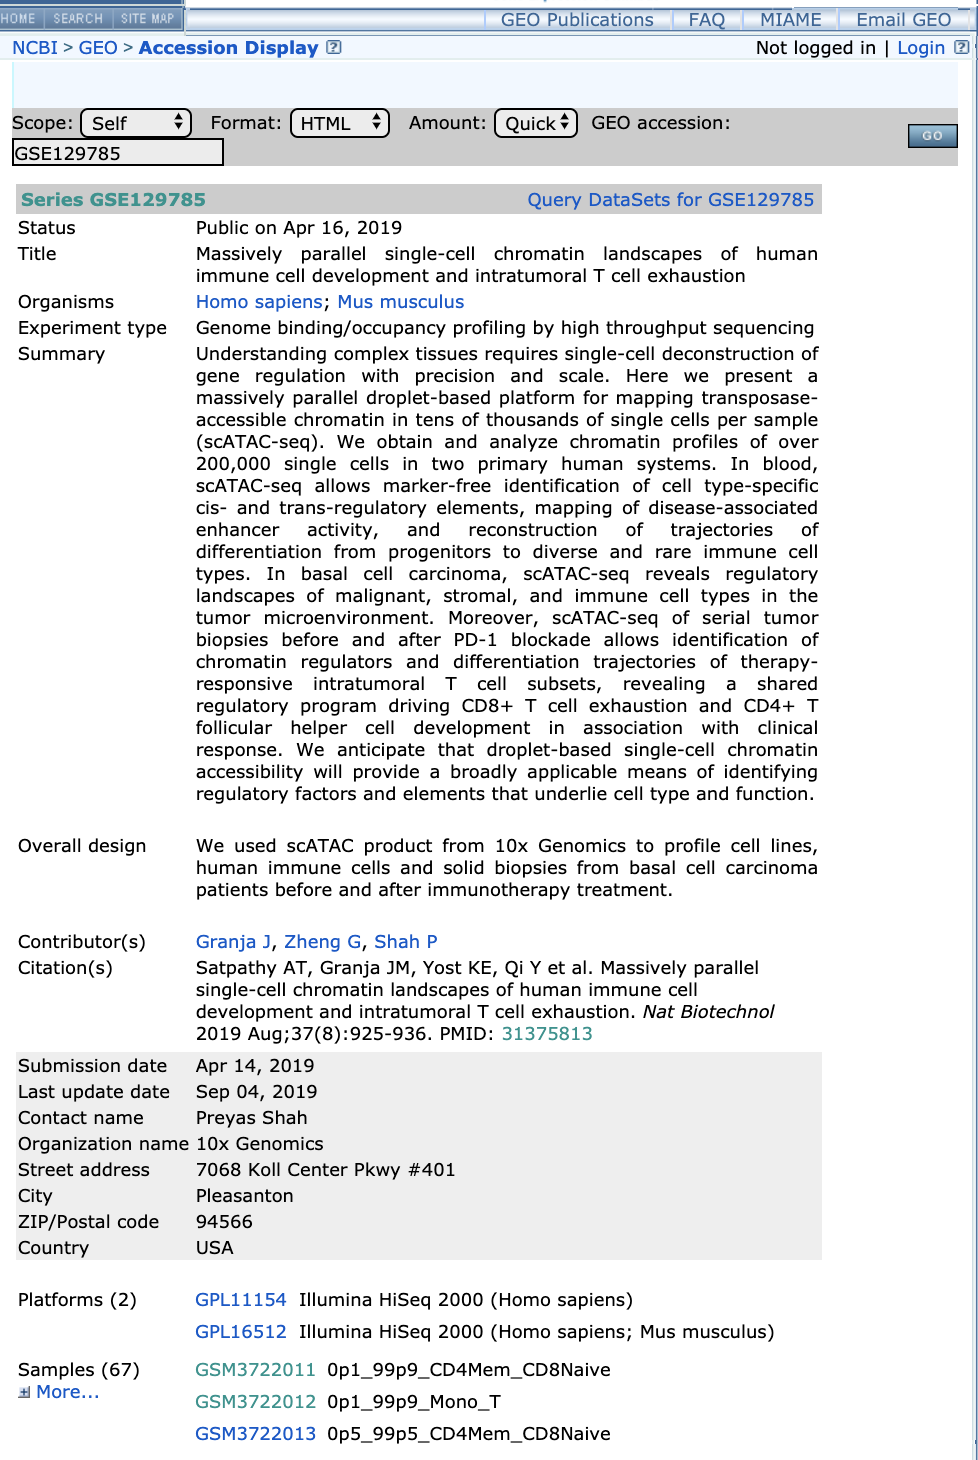 HOME SEARCH SITE MAP GEO Publications FAQ MIAME Email GEO
NCBI > GEO > Accession Display ? Not logged in | Login ?
Scope: Self Format: HTML Amount: Quick GEO accession:
GSE129785 GO
Series GSE129785 Query DataSets for GSE129785
Status Public on Apr 16, 2019
Title Massively parallel single-cell chromatin landscapes of human
immune cell development and intratumoral T cell exhaustion
Organisms Homo sapiens; Mus musculus
Experiment type Genome binding/occupancy profiling by high throughput sequencing
Summary Understanding complex tissues requires single-cell deconstruction of
gene regulation with precision and scale. Here we present a
massively parallel droplet-based platform for mapping transposase-
accessible chromatin in tens of thousands of single cells per sample
(scATAC-seq). We obtain and analyze chromatin profiles of over
200,000 single cells in two primary human systems. In blood,
scATAC-seq allows marker-free identification of cell type-specific
cis- and trans-regulatory elements, mapping of disease-associated
enhancer activity, and reconstruction of trajectories of
differentiation from progenitors to diverse and rare immune cell
types. In basal cell carcinoma, scATAC-seq reveals regulatory
landscapes of malignant, stromal, and immune cell types in the
tumor microenvironment. Moreover, scATAC-seq of serial tumor
biopsies before and after PD-1 blockade allows identification of
chromatin regulators and differentiation trajectories of therapy-
responsive intratumoral T cell subsets, revealing a shared
regulatory program driving CD8+ T cell exhaustion and CD4+ T
follicular helper cell development in association with clinical
response. We anticipate that droplet-based single-cell chromatin
accessibility will provide a broadly applicable means of identifying
regulatory factors and elements that underlie cell type and function.
Overall design We used scATAC product from 10x Genomics to profile cell lines,
human immune cells and solid biopsies from basal cell carcinoma
patients before and after immunotherapy treatment.
Contributor(s) Granja J, Zheng G, Shah P
Citation(s) Satpathy AT, Granja JM, Yost KE, Qi Y et al. Massively parallel
single-cell chromatin landscapes of human immune cell
development and intratumoral T cell exhaustion. Nat Biotechnol
2019 Aug;37(8):925-936. PMID: 31375813
Submission date Apr 14, 2019
Last update date Sep 04, 2019
Contact name Preyas Shah
Organization name 10x Genomics
Street address 7068 Koll Center Pkwy #401
City Pleasanton
ZIP/Postal code 94566
Country USA
Platforms (2) GPL11154 Illumina HiSeq 2000 (Homo sapiens)
GPL16512 Illumina HiSeq 2000 (Homo sapiens; Mus musculus)
Samples (67) GSM3722011 0p1_99p9_CD4Mem_CD8Naive
More...
GSM3722012 0p1_99p9_Mono_T
GSM3722013 0p5_99p5_CD4Mem_CD8Naive